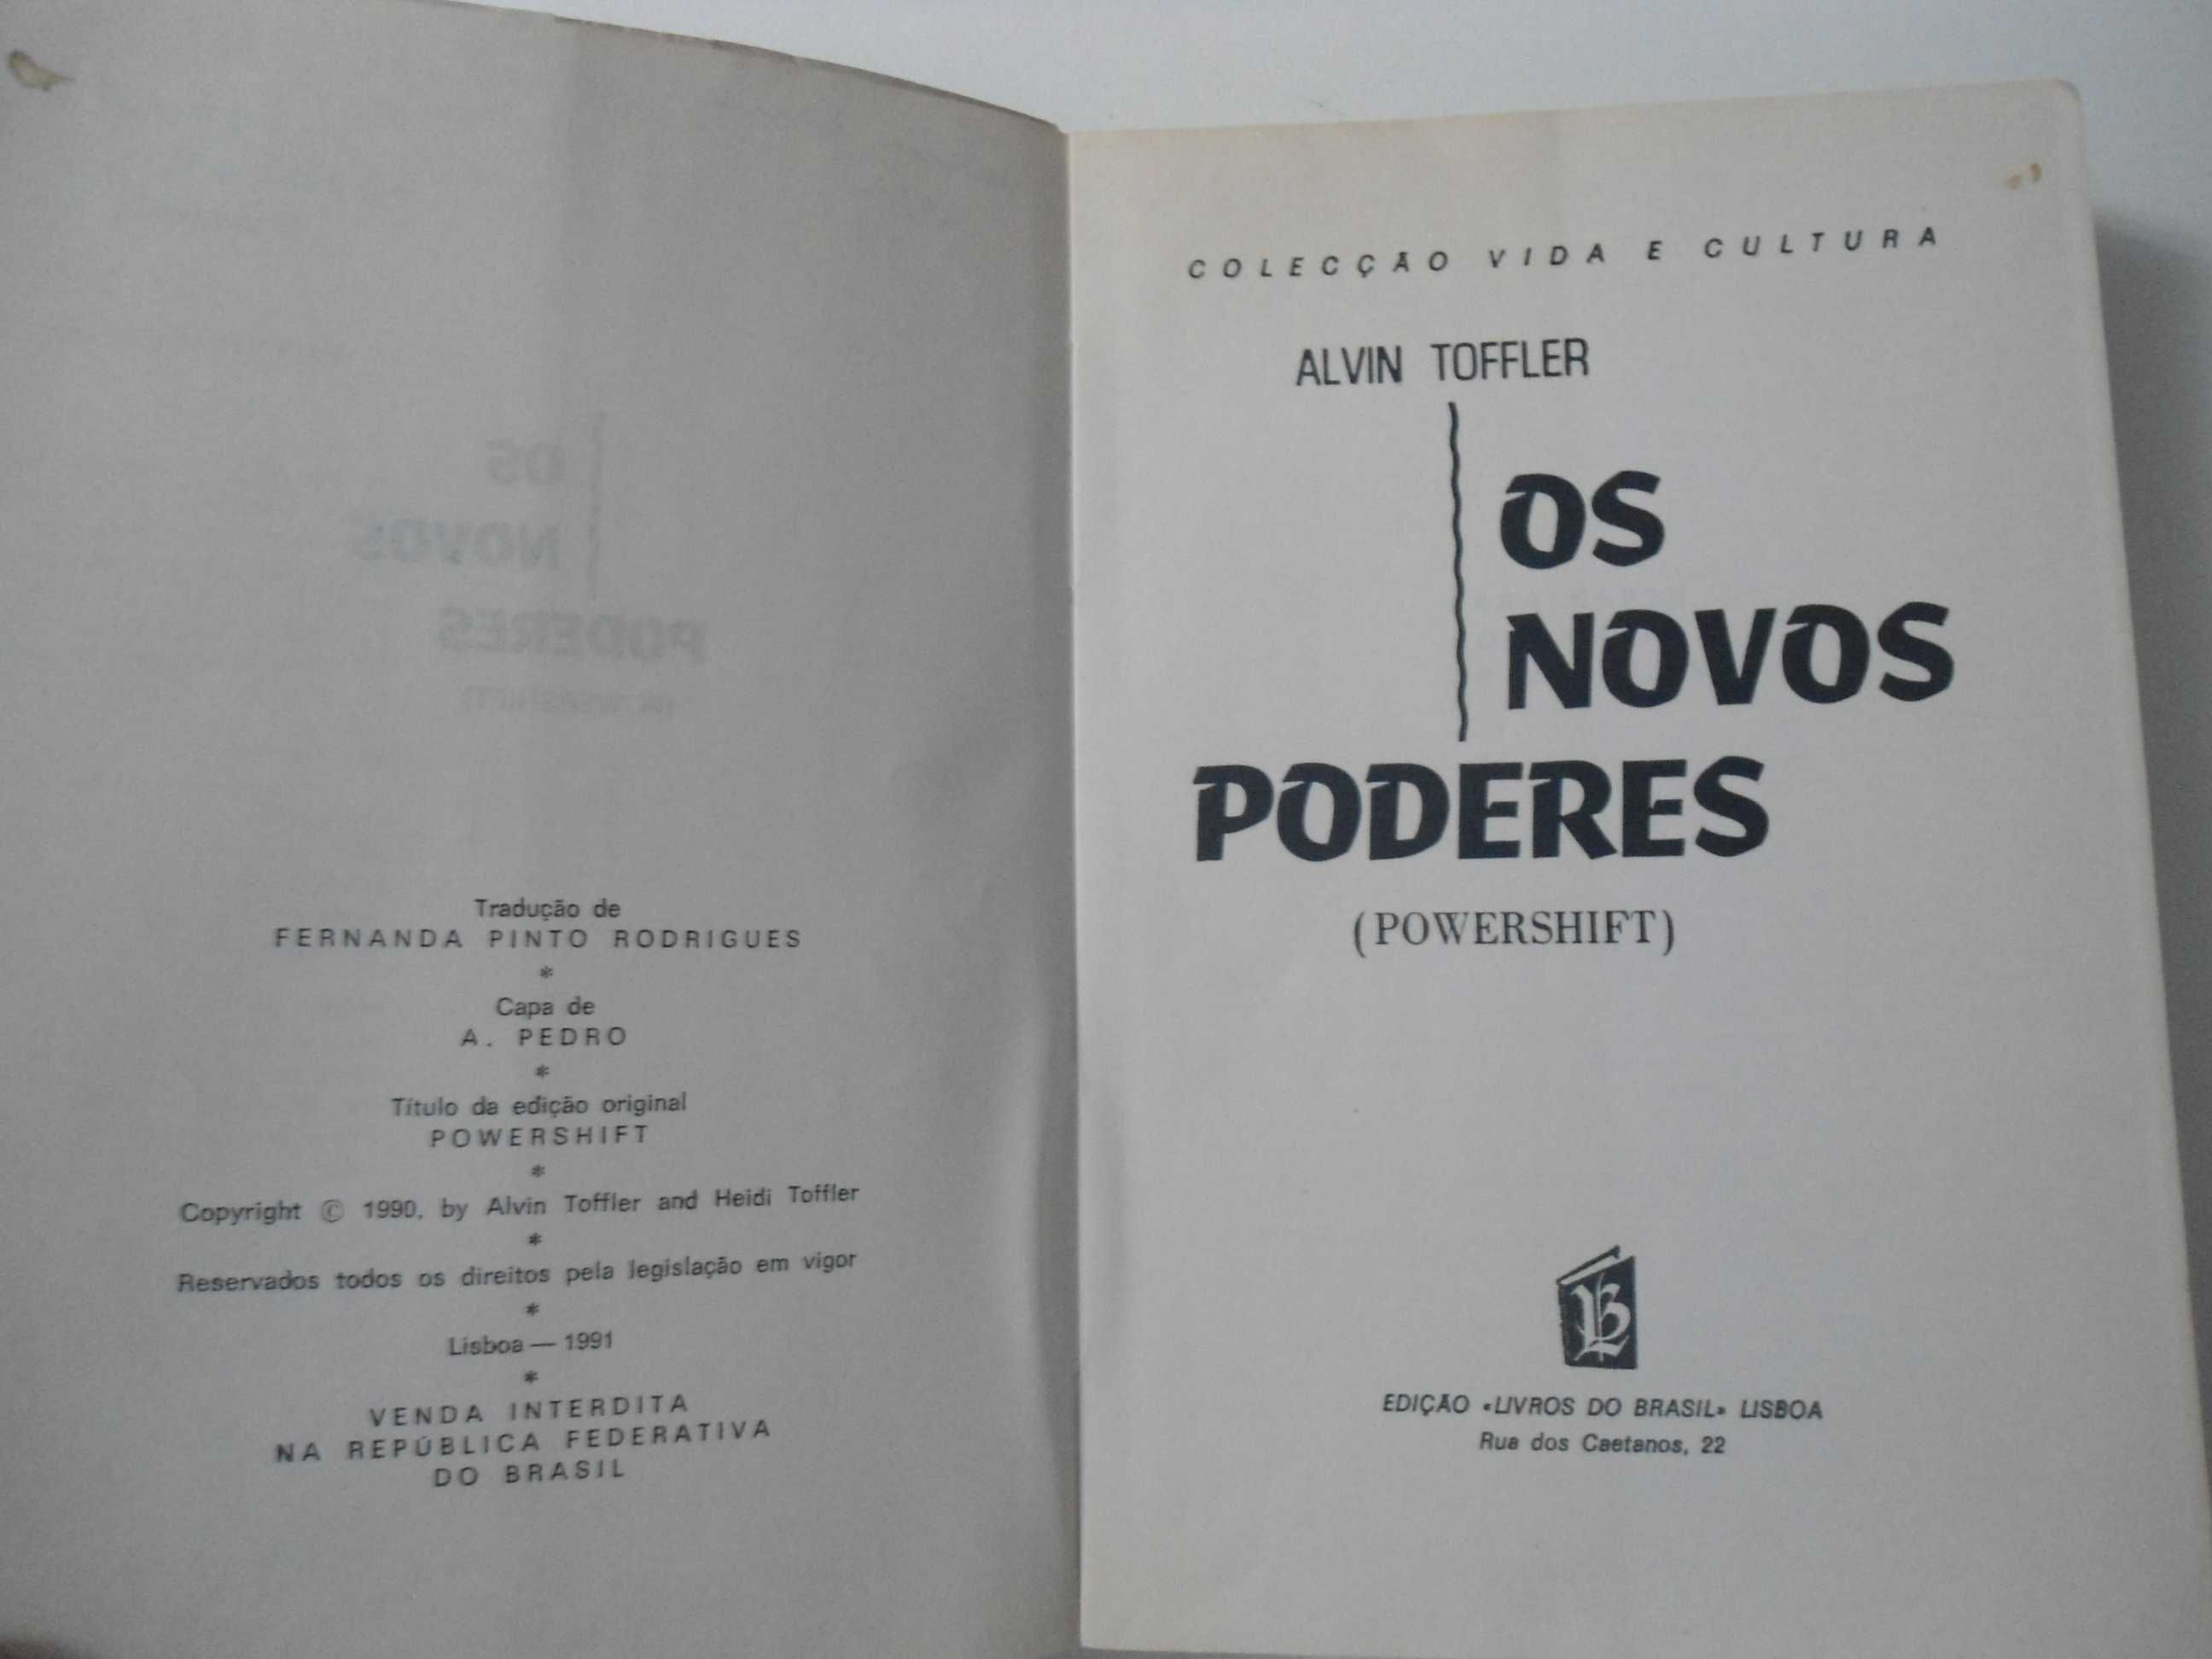 Tradução de
FERNANDA PINTO RODRIGUES
*
Capa de
A. PEDRO
*
Título da edição original
POWERSHIFT
*
Copyright © 1990, by Alvin Toffler and Heidi Toffler
*
Reservados todos os direitos pela legislação em vigor
*
Lisboa — 1991
*
VENDA INTERDITA
NA REPÚBLICA FEDERATIVA
DO BRASIL
COLECÇÃO VIDA E CULTURA
ALVIN TOFFLER
OS
NOVOS
PODERES
(POWERSHIFT)
LB
EDIÇÃO «LIVROS DO BRASIL» LISBOA
Rua dos Caetanos, 22